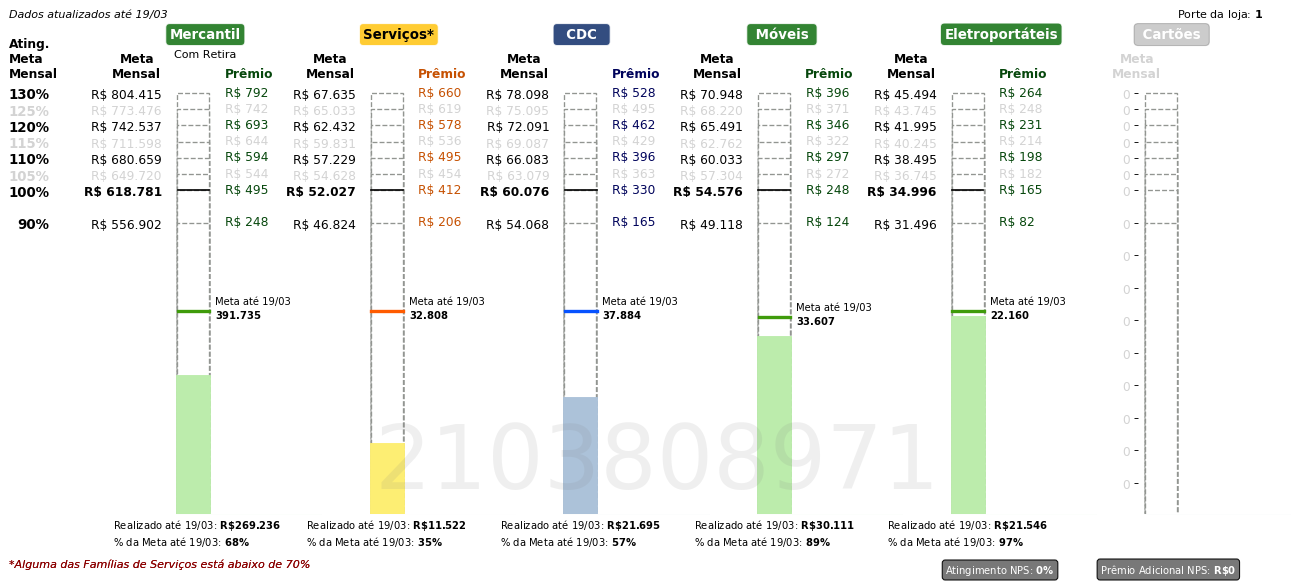 Dados atualizados até 19/03 Porte da loja: 1
Mercantil Serviços* CDC Móveis Eletroportáteis Cartões
Ating. Com Retira
Meta Meta Meta Meta Meta Meta Meta
Mensal Mensal Prêmio Mensal Prêmio Mensal Prêmio Mensal Prêmio Mensal Prêmio Mensal
130% R$ 804.415 R$ 792 R$ 67.635 R$ 660 R$ 78.098 R$ 528 R$ 70.948 R$ 396 R$ 45.494 R$ 264 0
125% R$ 773.476 R$ 742 R$ 65.033 R$ 619 R$ 75.095 R$ 495 R$ 68.220 R$ 371 R$ 43.745 R$ 248 0
120% R$ 742.537 R$ 693 R$ 62.432 R$ 578 R$ 72.091 R$ 462 R$ 65.491 R$ 346 R$ 41.995 R$ 231 0
115% R$ 711.598 R$ 644 R$ 59.831 R$ 536 R$ 69.087 R$ 429 R$ 62.762 R$ 322 R$ 40.245 R$ 214 0
110% R$ 680.659 R$ 594 R$ 57.229 R$ 495 R$ 66.083 R$ 396 R$ 60.033 R$ 297 R$ 38.495 R$ 198 0
105% R$ 649.720 R$ 544 R$ 54.628 R$ 454 R$ 63.079 R$ 363 R$ 57.304 R$ 272 R$ 36.745 R$ 182 0
100% R$ 618.781 R$ 495 R$ 52.027 R$ 412 R$ 60.076 R$ 330 R$ 54.576 R$ 248 R$ 34.996 R$ 165 0
90% R$ 556.902 R$ 248 R$ 46.824 R$ 206 R$ 54.068 R$ 165 R$ 49.118 R$ 124 R$ 31.496 R$ 82 0
0
0
Meta até 19/03 Meta até 19/03 Meta até 19/03 Meta até 19/03 Meta até 19/03
391.735 32.808 37.884 33.607 22.160 0
0
0
0
0
0
2103808971
Realizado até 19/03: R$269.236 Realizado até 19/03: R$11.522 Realizado até 19/03: R$21.695 Realizado até 19/03: R$30.111 Realizado até 19/03: R$21.546
% da Meta até 19/03: 68% % da Meta até 19/03: 35% % da Meta até 19/03: 57% % da Meta até 19/03: 89% % da Meta até 19/03: 97%
*Alguma das Famílias de Serviços está abaixo de 70% Atingimento NPS: 0% Prêmio Adicional NPS: R$0